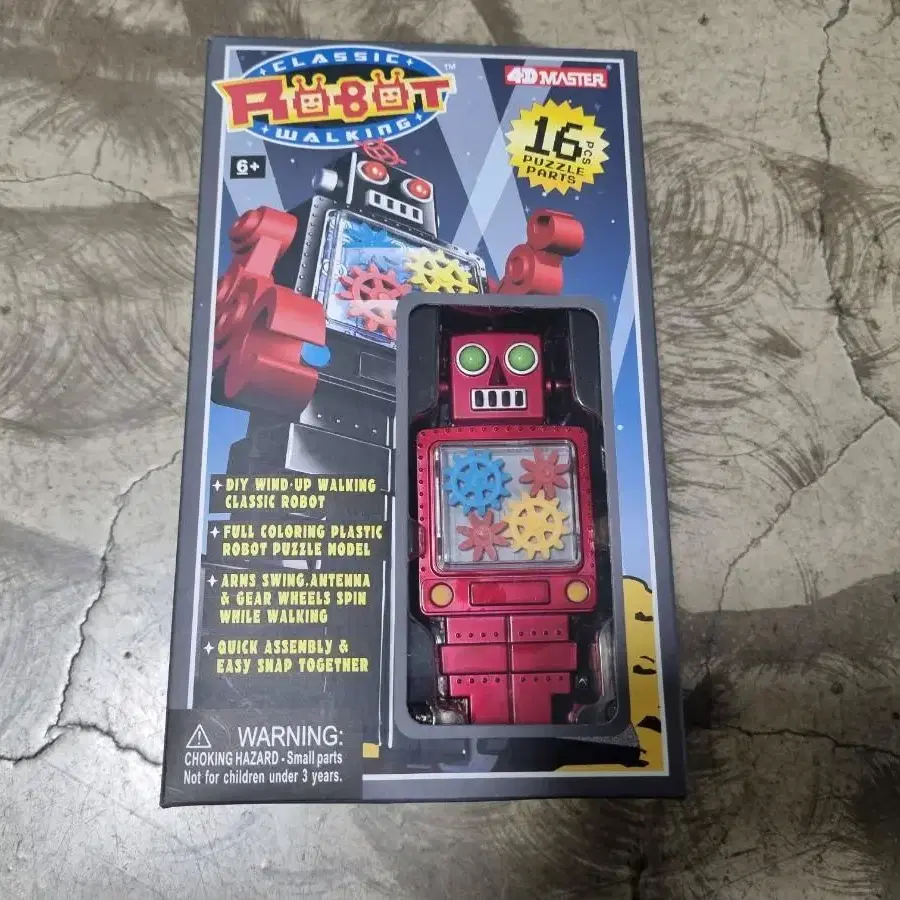 CLASSIC
ROBOT™
WALKING
6+
4D MASTER
16 PCS
PUZZLE
PARTS
✦ DIY WIND-UP WALKING
CLASSIC ROBOT
✦ FULL COLORING PLASTIC
ROBOT PUZZLE MODEL
✦ ARMS SWING, ANTENNA
& GEAR WHEELS SPIN
WHILE WALKING
✦ QUICK ASSEMBLY &
EASY SNAP TOGETHER
WARNING:
CHOKING HAZARD - Small parts
Not for children under 3 years.